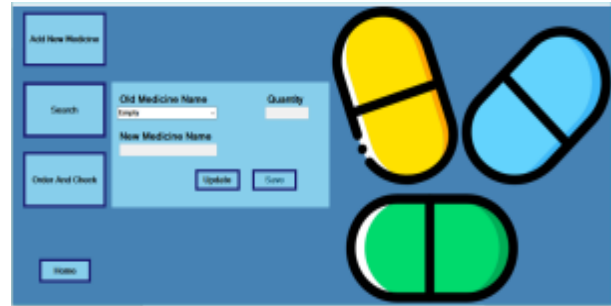 Add New Medicine
Search
Old Medicine Name
Quantity
Empty
New Medicine Name
Order And Check
Update
Save
Home